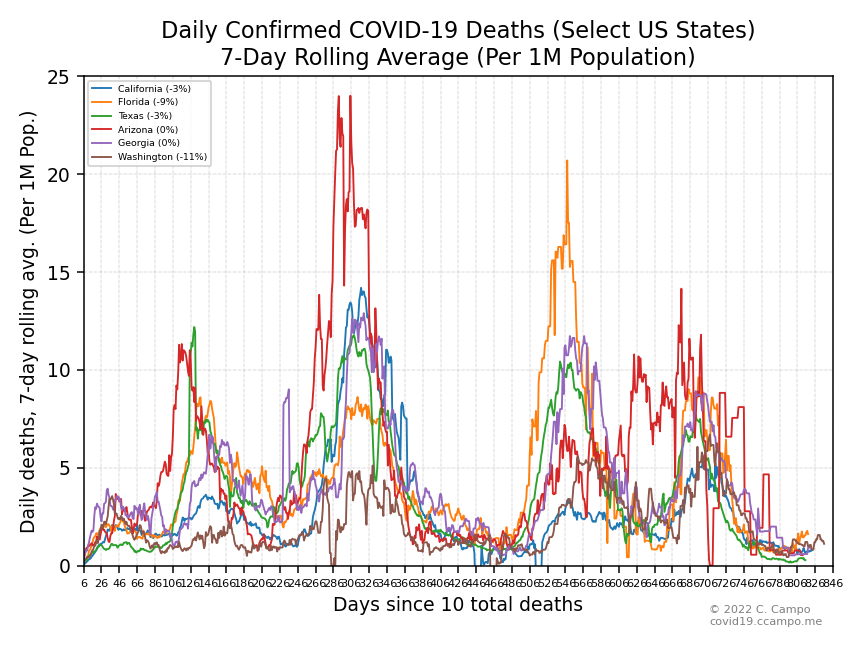 Daily Confirmed COVID-19 Deaths (Select US States)
7-Day Rolling Average (Per 1M Population)
Daily deaths, 7-day rolling avg. (Per 1M Pop.)
25
20
15
10
5
0
California (-3%)
Florida (-9%)
Texas (-3%)
Arizona (0%)
Georgia (0%)
Washington (-11%)
6 26 46 66 86 106 126 146 166 186 206 226 246 266 286 306 326 346 366 386 406 426 446 466 486 506 526 546 566 586 606 626 646 666 686 706 726 746 766 786 806 826 846
Days since 10 total deaths
© 2022 C. Campo
covid19.ccampo.me